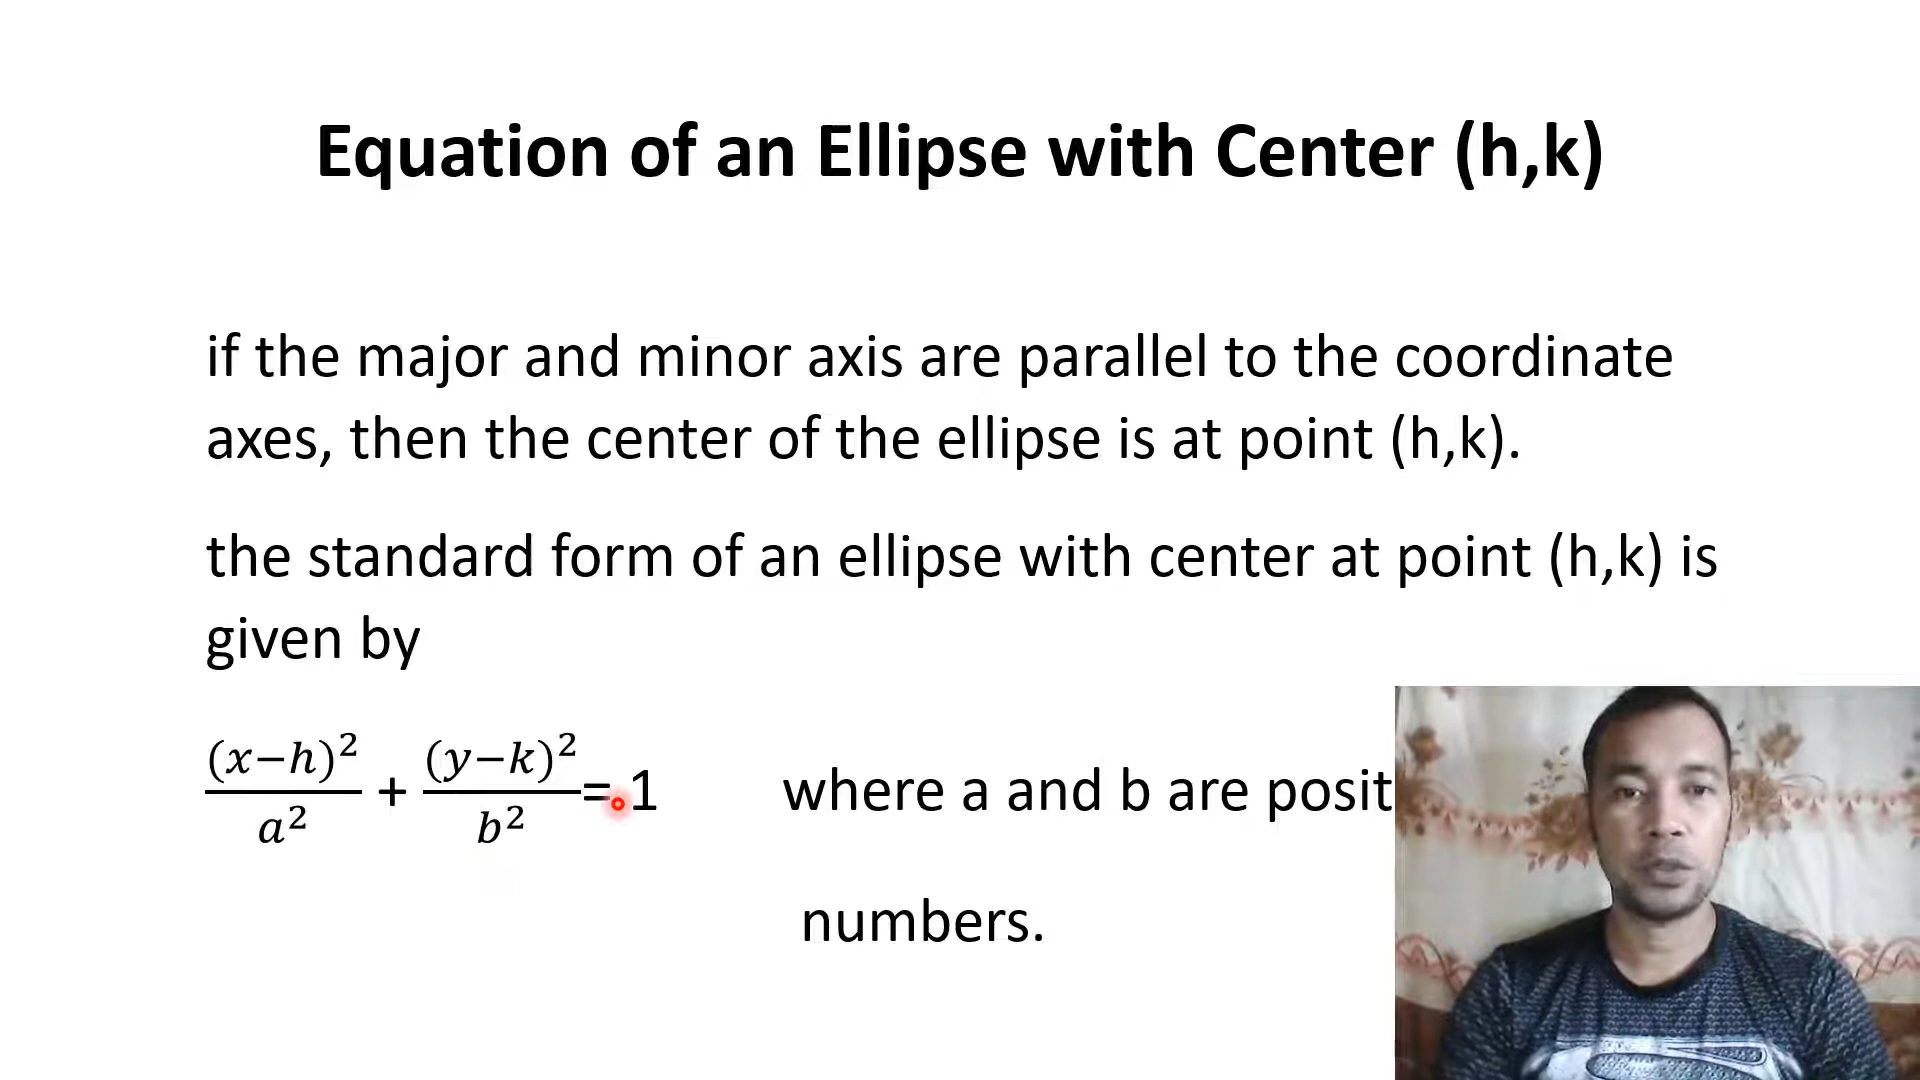 Equation of an Ellipse with Center (h,k)
if the major and minor axis are parallel to the coordinate
axes, then the center of the ellipse is at point (h,k).
the standard form of an ellipse with center at point (h,k) is
given by
(x−h)²/a² + (y−k)²/b² = 1 where a and b are posit
numbers.